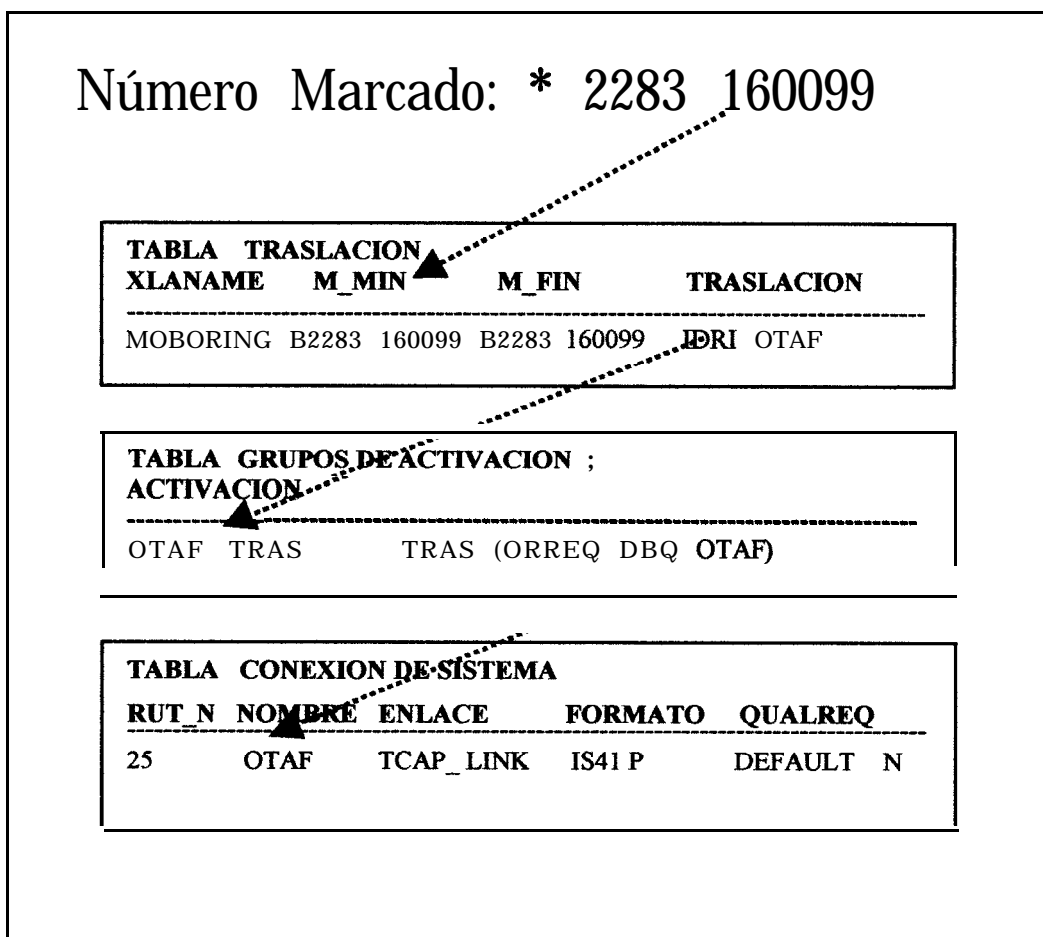 Número Marcado: * 2283 160099
TABLA TRASLACION
XLANAME M_MIN M_FIN TRASLACION
MOBORING B2283 160099 B2283 160099 IDRI OTAF
TABLA GRUPOS DE ACTIVACION ;
ACTIVACION
OTAF TRAS TRAS (ORREQ DBQ OTAF)
TABLA CONEXION DE SISTEMA
RUT_N NOMBRE ENLACE FORMATO QUALREQ
25 OTAF TCAP_LINK IS41 P DEFAULT N